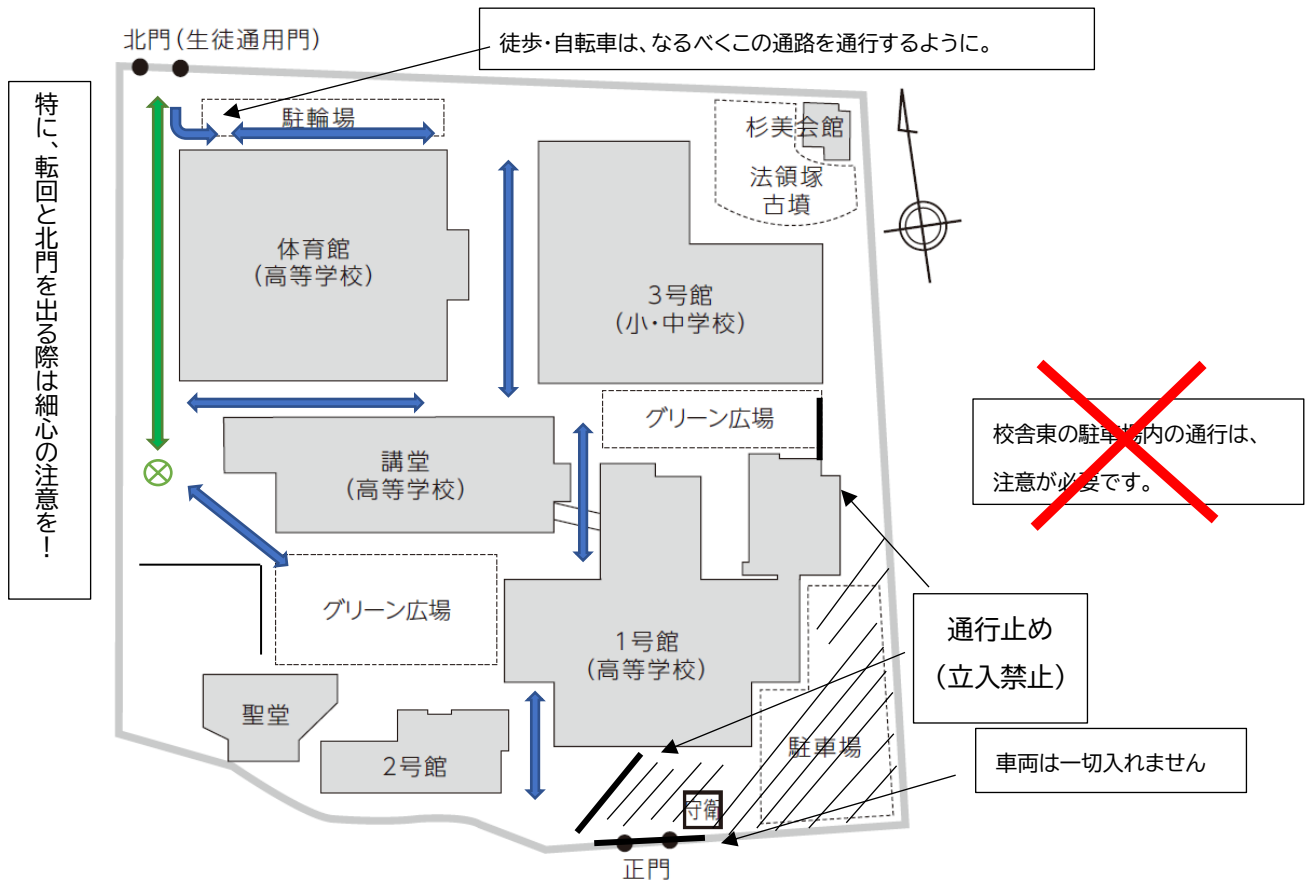 北門(生徒通用門)
徒歩・自転車は、なるべくこの通路を通行するように。
特に、転回と北門を出る際は細心の注意を!
駐輪場
杉美会館
法領塚
古墳
体育館
(高等学校)
3号館
(小・中学校)
グリーン広場
校舎東の駐車場内の通行は、
注意が必要です。
講堂
(高等学校)
グリーン広場
1号館
(高等学校)
通行止め
(立入禁止)
聖堂
2号館
駐車場
車両は一切入れません
守衛
正門